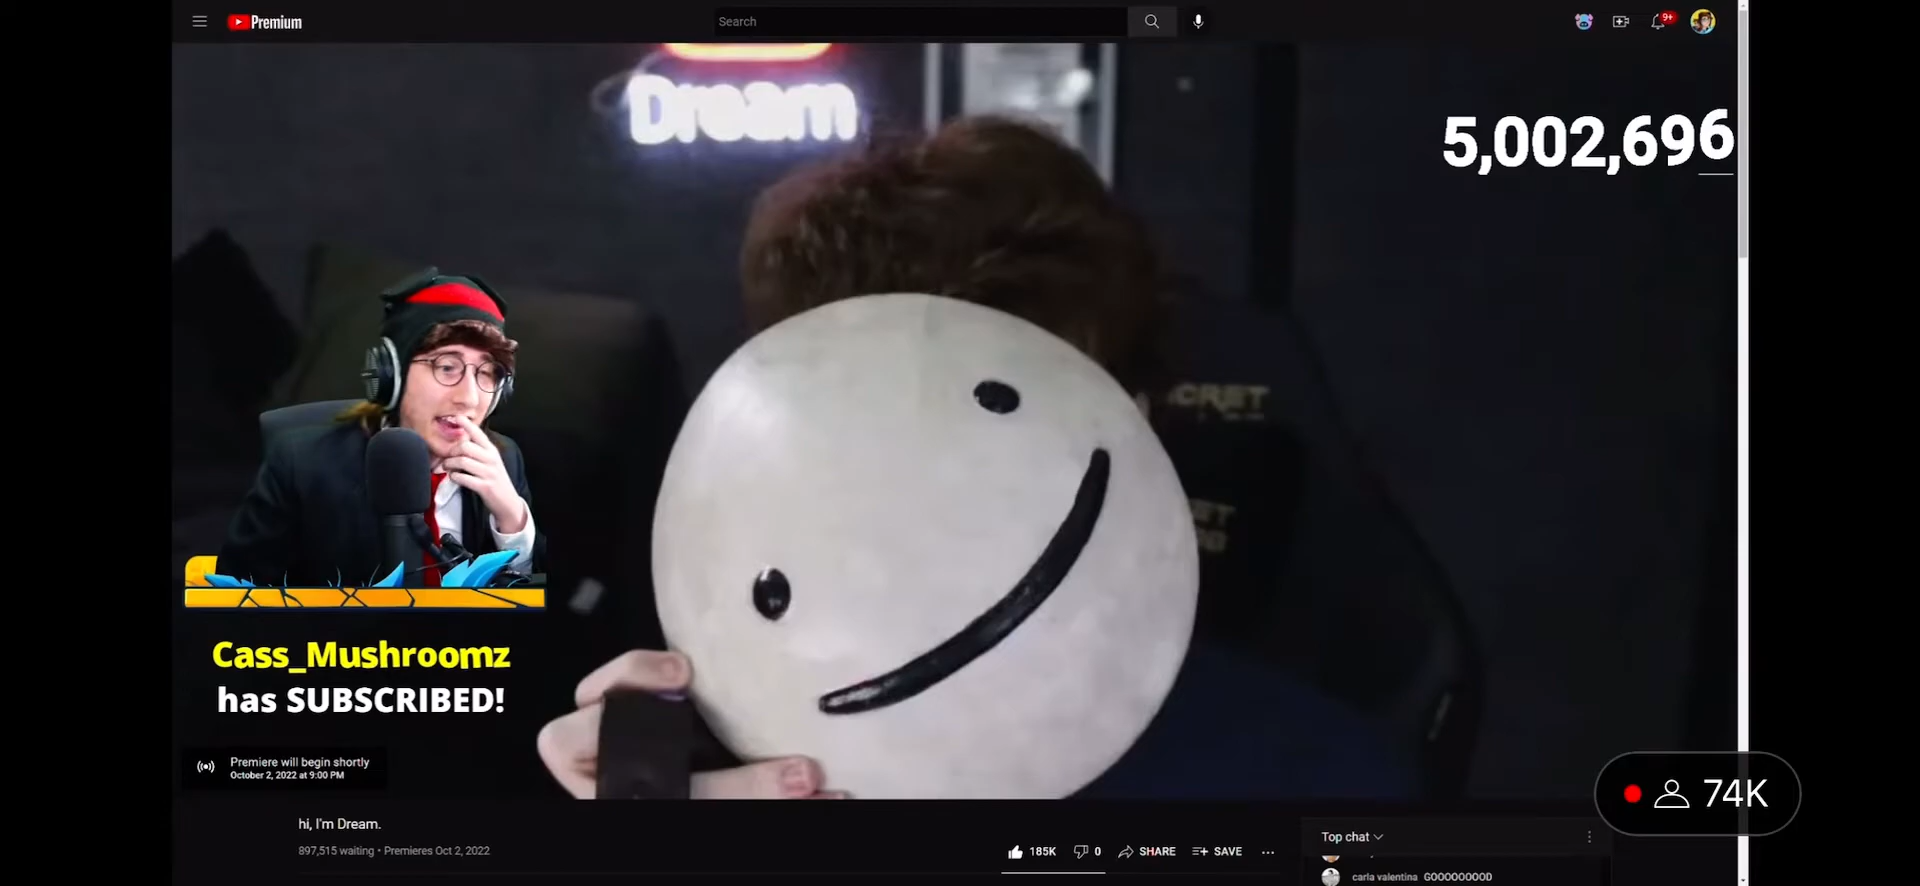 Premium
Search
9+
Dream
5,002,696
Cass_Mushroomz
has SUBSCRIBED!
Premiere will begin shortly
October 2, 2022 at 9:00 PM
74K
hi, I'm Dream.
897,515 waiting • Premieres Oct 2, 2022
185K
0
SHARE
SAVE
Top chat
carla valentina GOOOOOOOOD